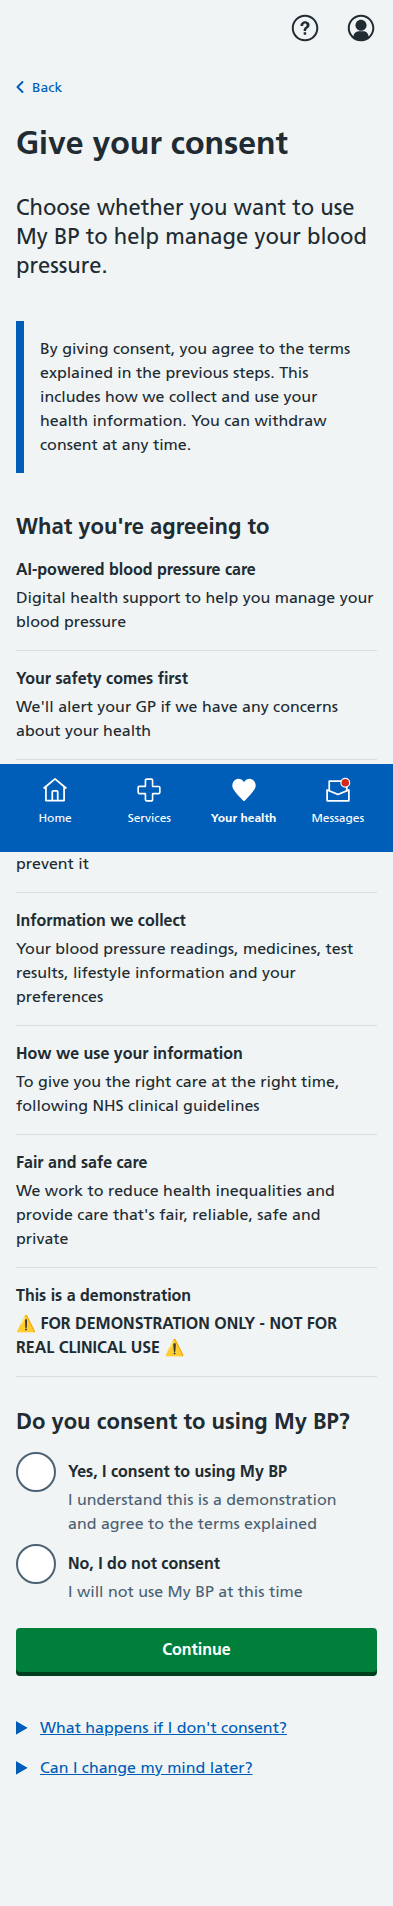 Back
Give your consent
Choose whether you want to use
My BP to help manage your blood
pressure.
By giving consent, you agree to the terms
explained in the previous steps. This
includes how we collect and use your
health information. You can withdraw
consent at any time.
What you're agreeing to
AI-powered blood pressure care
Digital health support to help you manage your
blood pressure
Your safety comes first
We'll alert your GP if we have any concerns
about your health
Home
Services
Your health
Messages
prevent it
Information we collect
Your blood pressure readings, medicines, test
results, lifestyle information and your
preferences
How we use your information
To give you the right care at the right time,
following NHS clinical guidelines
Fair and safe care
We work to reduce health inequalities and
provide care that's fair, reliable, safe and
private
This is a demonstration
⚠️ FOR DEMONSTRATION ONLY - NOT FOR
REAL CLINICAL USE ⚠️
Do you consent to using My BP?
Yes, I consent to using My BP
I understand this is a demonstration
and agree to the terms explained
No, I do not consent
I will not use My BP at this time
Continue
What happens if I don't consent?
Can I change my mind later?